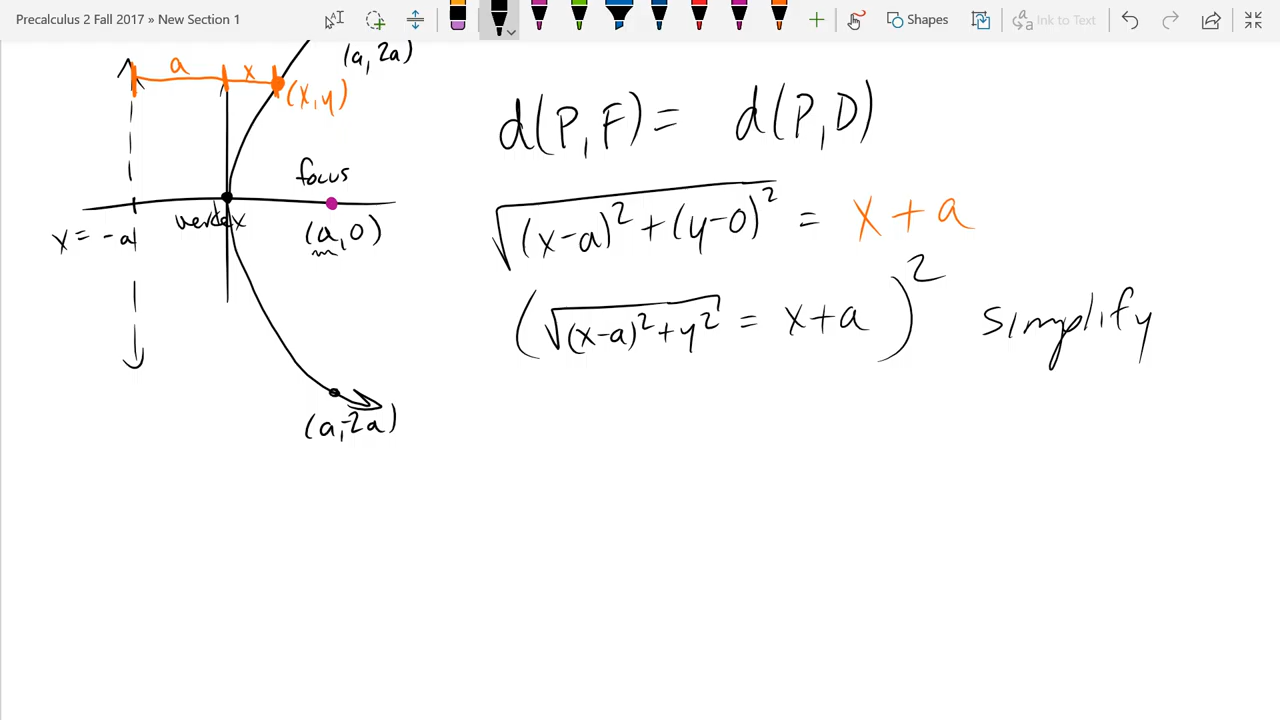 Precalculus 2 Fall 2017 » New Section 1
Shapes
Ink to Text
(a, 2a)
a
x
(x,y)
focus
vertex
x = -a
(a, 0)
(a,-2a)
d(P,F) = d(P,D)
√(x-a)² + (y-0)² = x + a
(√(x-a)² + y² = x+a)² simplify